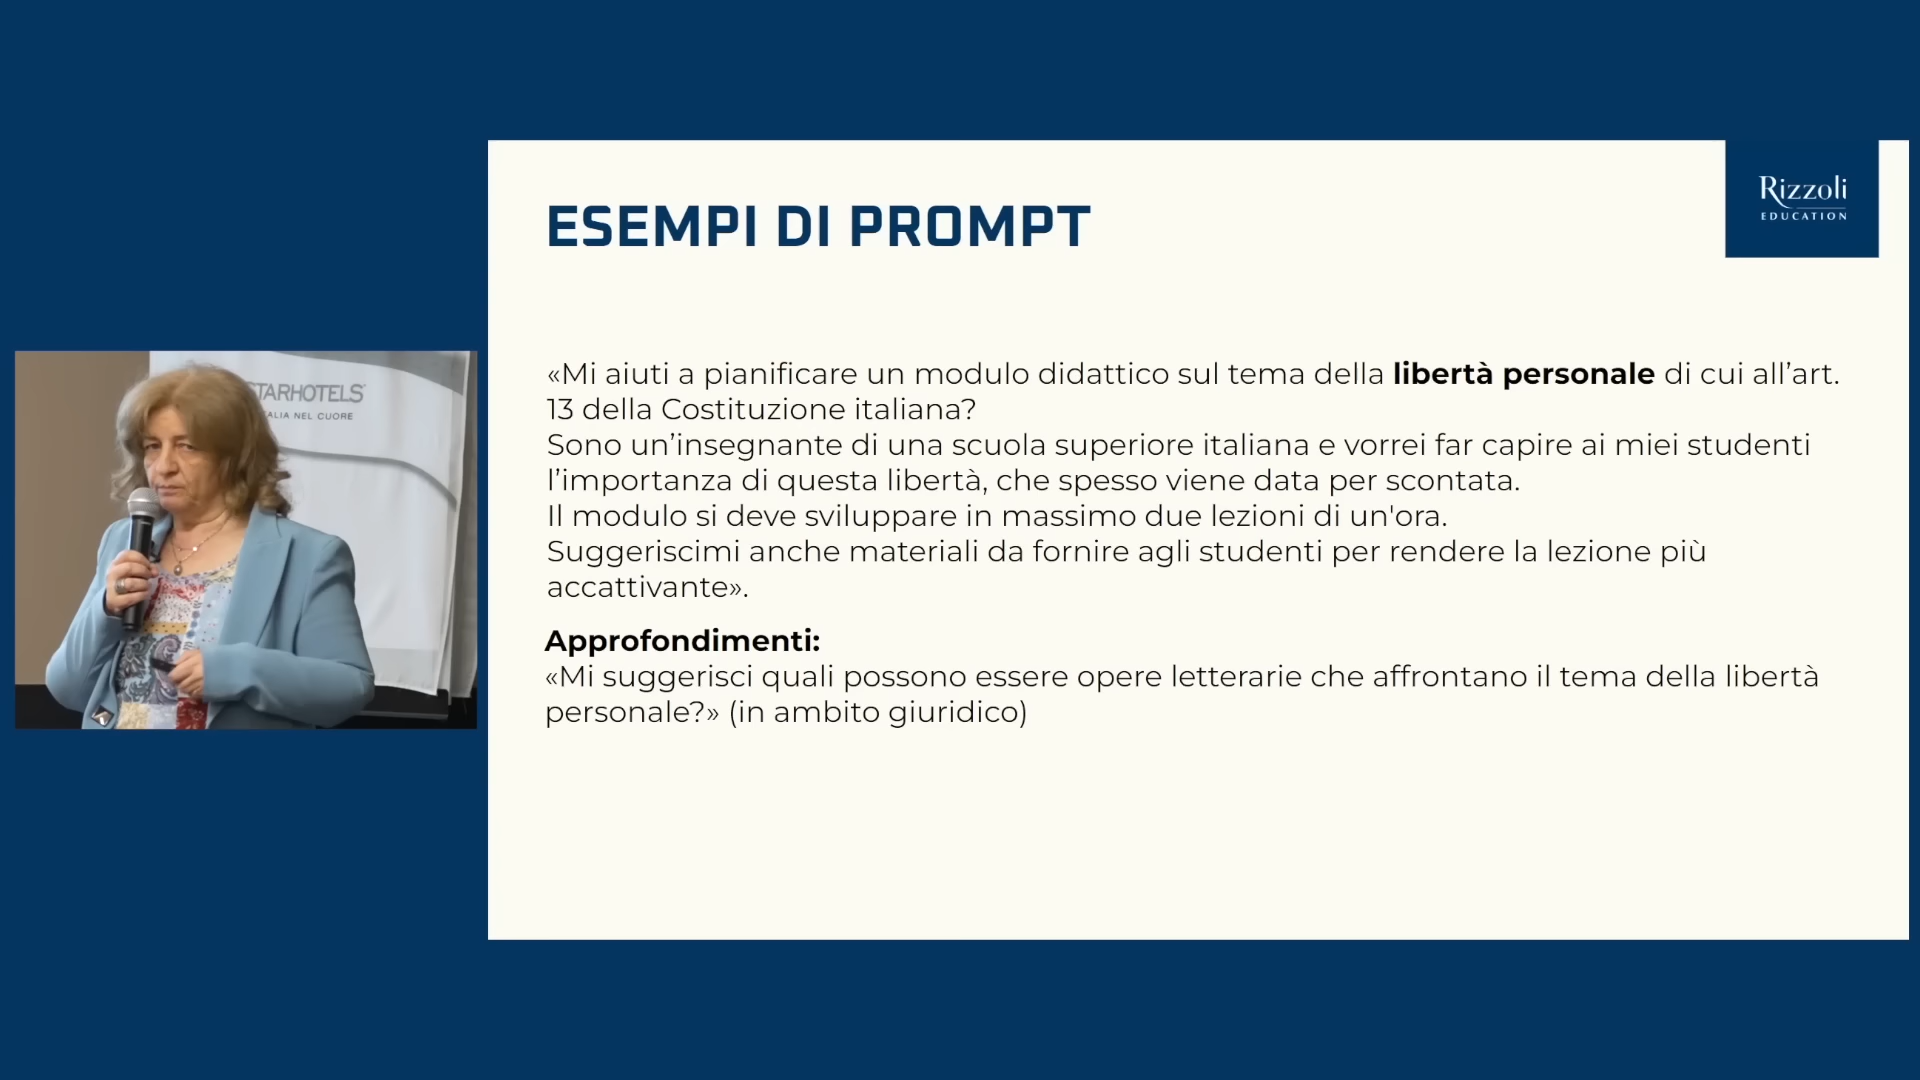 Rizzoli
EDUCATION
ESEMPI DI PROMPT
«Mi aiuti a pianificare un modulo didattico sul tema della libertà personale di cui all’art.
13 della Costituzione italiana?
Sono un’insegnante di una scuola superiore italiana e vorrei far capire ai miei studenti
l’importanza di questa libertà, che spesso viene data per scontata.
Il modulo si deve sviluppare in massimo due lezioni di un'ora.
Suggeriscimi anche materiali da fornire agli studenti per rendere la lezione più
accattivante».
Approfondimenti:
«Mi suggerisci quali possono essere opere letterarie che affrontano il tema della libertà
personale?» (in ambito giuridico)
STARHOTELS
ALIA NEL CUORE